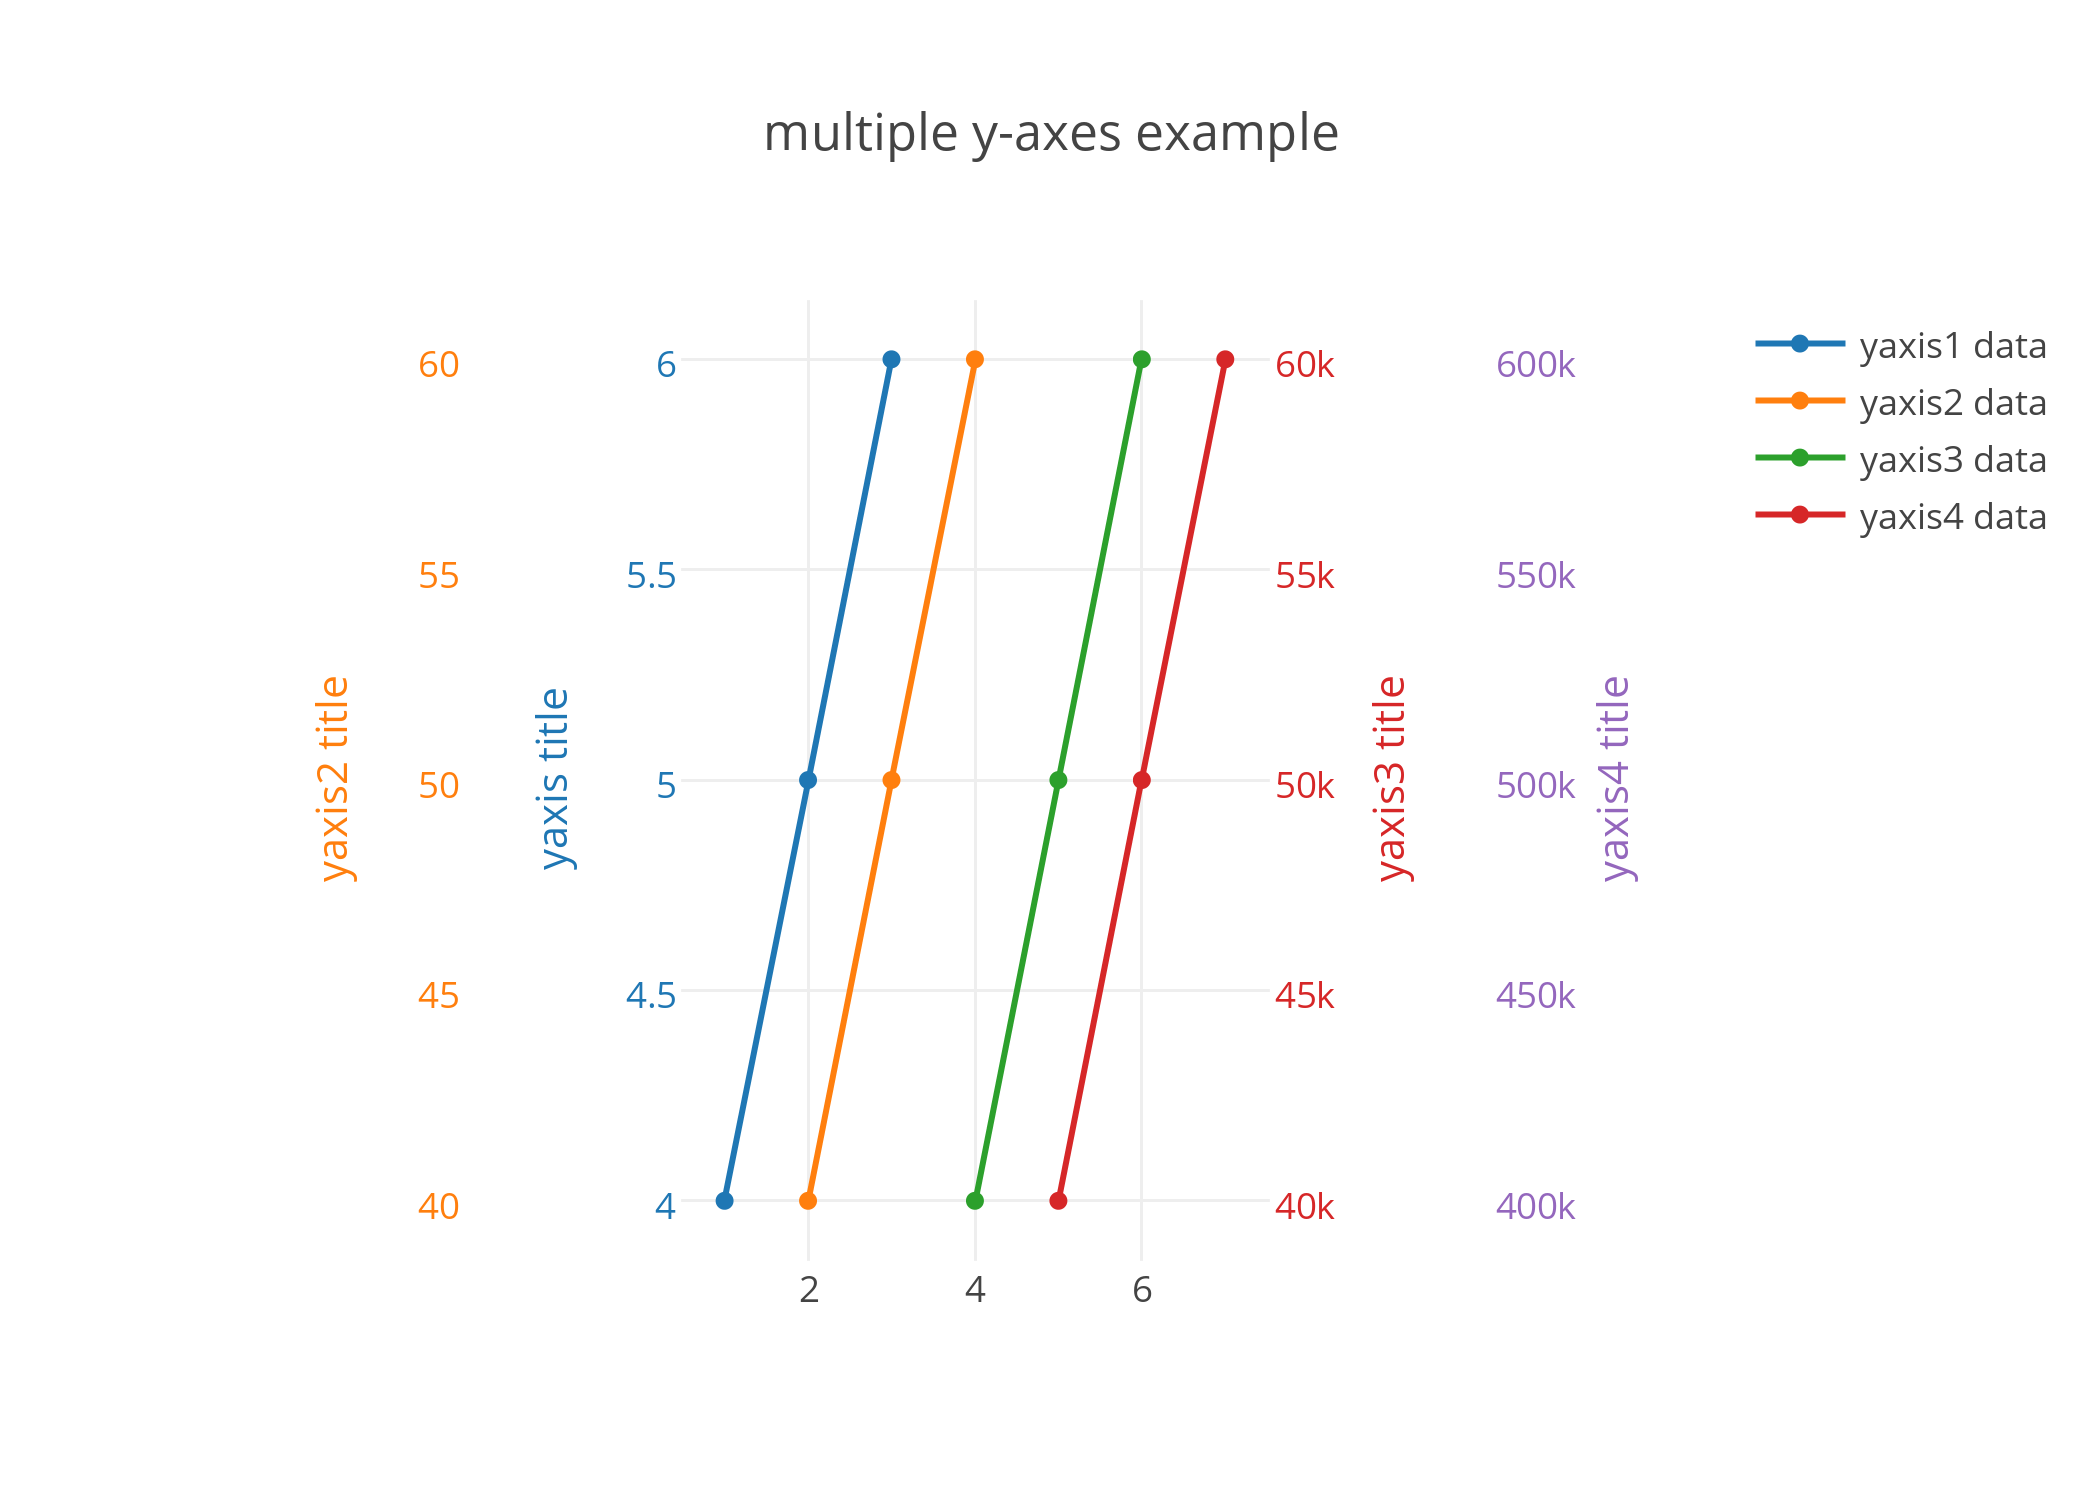 multiple y-axes example
60
55
50
45
40
yaxis2 title
6
5.5
5
4.5
4
yaxis title
2
4
6
60k
55k
50k
45k
40k
yaxis3 title
600k
550k
500k
450k
400k
yaxis4 title
yaxis1 data
yaxis2 data
yaxis3 data
yaxis4 data